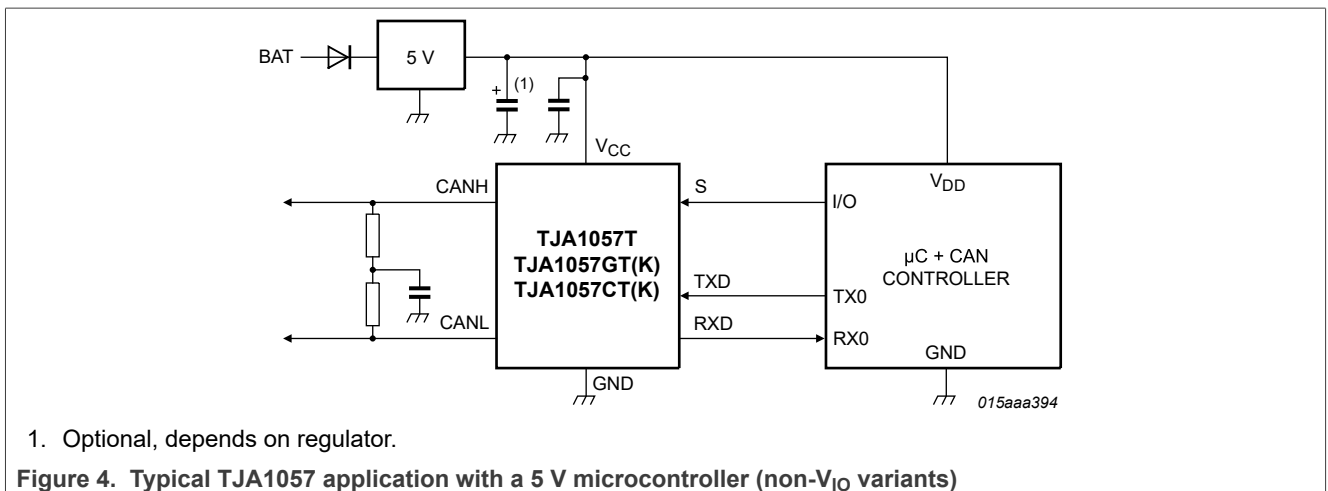 BAT
5 V
+
(1)
VCC
CANH
S
I/O
VDD
TJA1057T
TJA1057GT(K)
TJA1057CT(K)
µC + CAN
CONTROLLER
TXD
TX0
CANL
RXD
RX0
GND
GND
015aaa394
1. Optional, depends on regulator.
Figure 4. Typical TJA1057 application with a 5 V microcontroller (non-VIO variants)